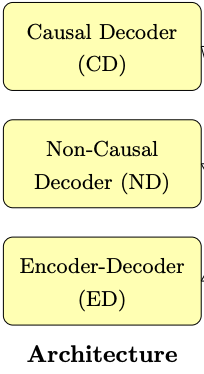 Causal Decoder
(CD)
Non-Causal
Decoder (ND)
Encoder-Decoder
(ED)
Architecture